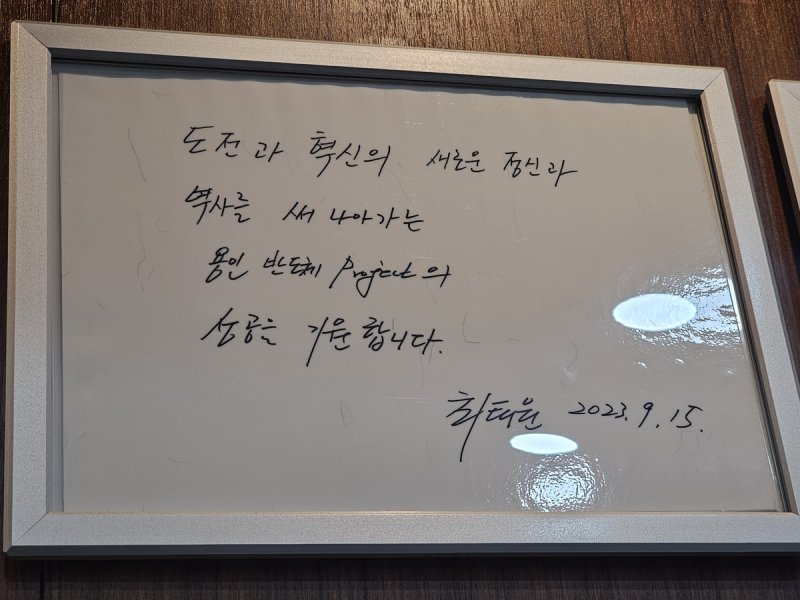 도전과 혁신의 새로운 정신과
역사를 써 나아가는
용인 반도체 Project의
성공을 기원합니다.
최태원 2023. 9. 15.